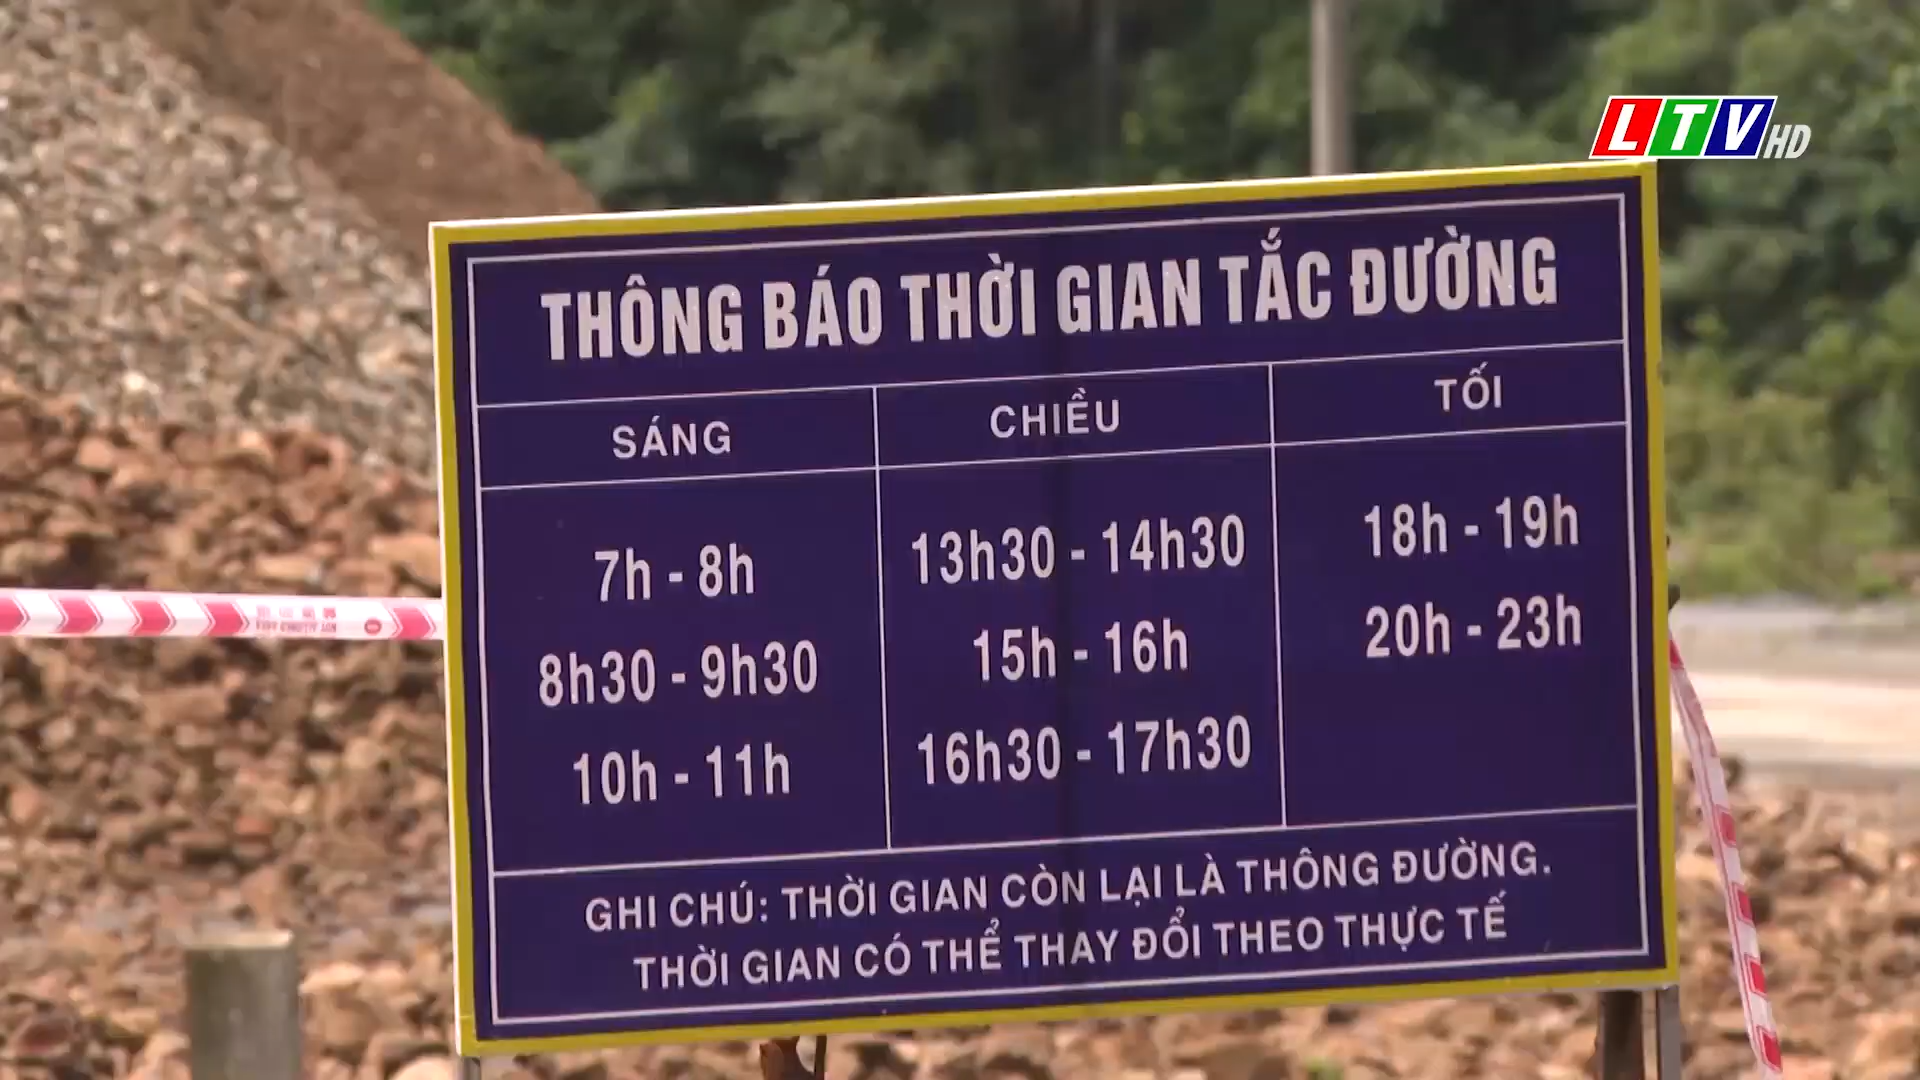 LTV HD
THÔNG BÁO THỜI GIAN TẮC ĐƯỜNG
SÁNG CHIỀU TỐI
7h - 8h 13h30 - 14h30 18h - 19h
8h30 - 9h30 15h - 16h 20h - 23h
10h - 11h 16h30 - 17h30
GHI CHÚ: THỜI GIAN CÒN LẠI LÀ THÔNG ĐƯỜNG.
THỜI GIAN CÓ THỂ THAY ĐỔI THEO THỰC TẾ